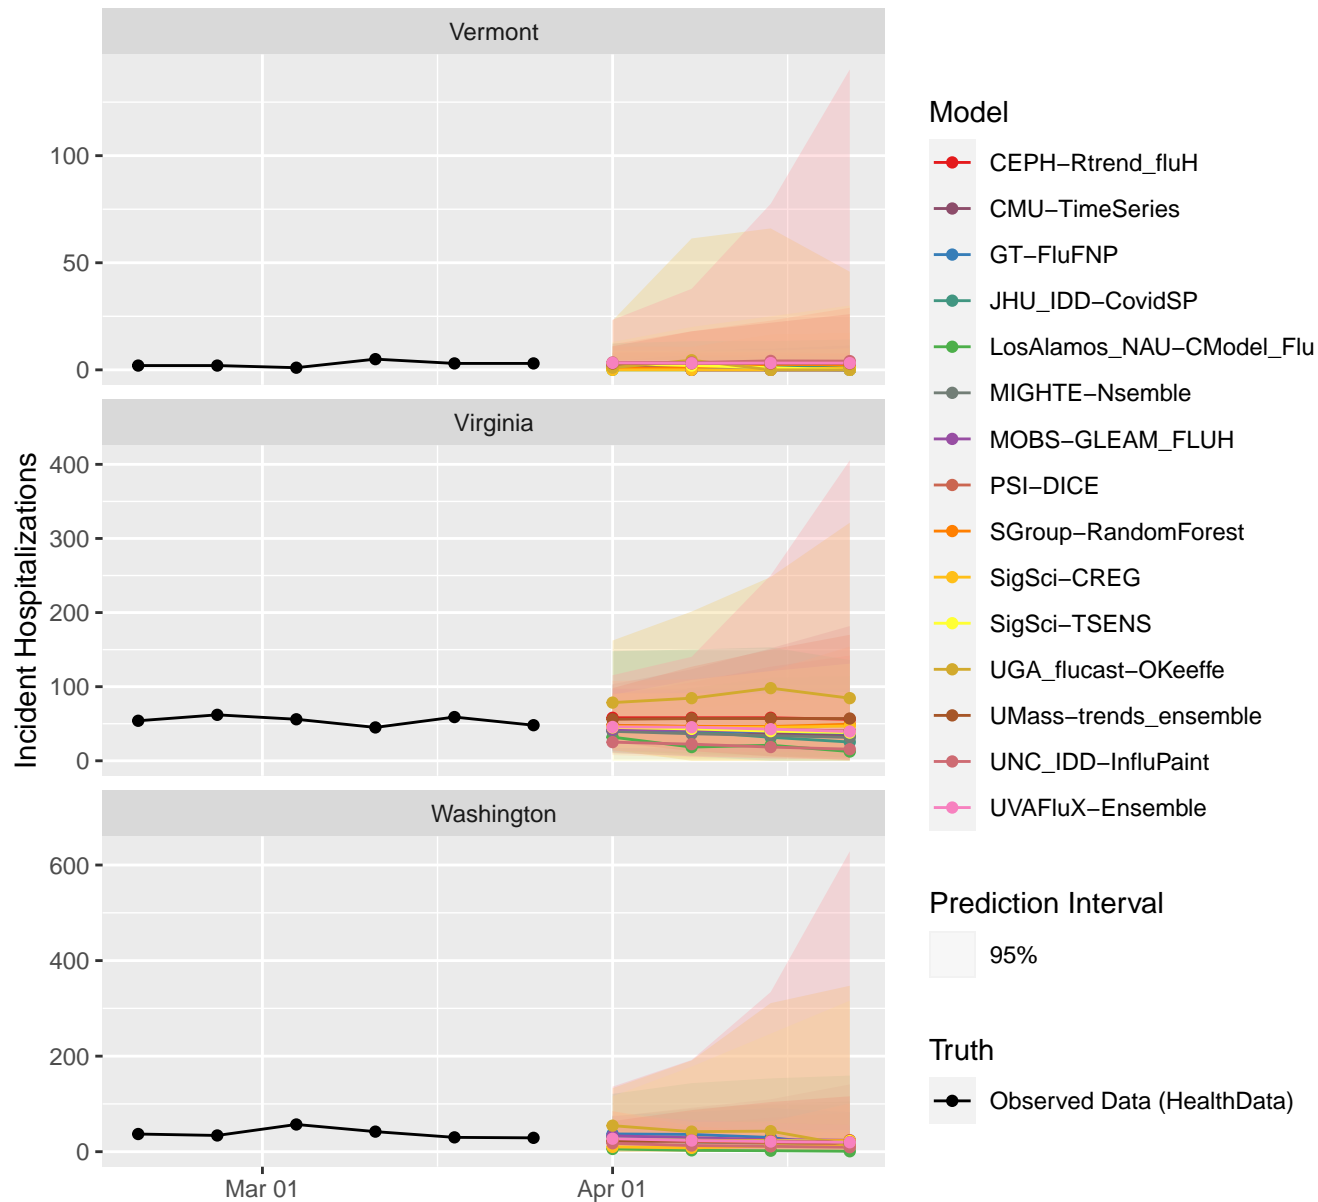 Vermont
100
50
0
Virginia
400
300
200
100
0
Washington
600
400
200
0
Mar 01
Apr 01
Incident Hospitalizations
Model
CEPH−Rtrend_fluH
CMU−TimeSeries
GT−FluFNP
JHU_IDD−CovidSP
LosAlamos_NAU−CModel_Flu
MIGHTE−Nsemble
MOBS−GLEAM_FLUH
PSI−DICE
SGroup−RandomForest
SigSci−CREG
SigSci−TSENS
UGA_flucast−OKeeffe
UMass−trends_ensemble
UNC_IDD−InfluPaint
UVAFluX−Ensemble
Prediction Interval
95%
Truth
Observed Data (HealthData)